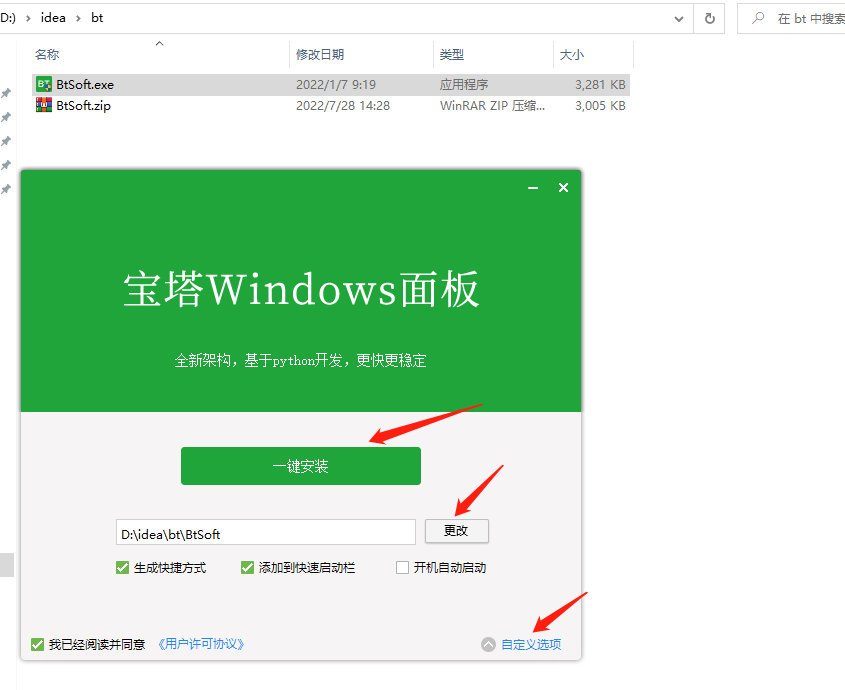 D:) › idea › bt
在 bt 中搜索
名称 修改日期 类型 大小
BtSoft.exe 2022/1/7 9:19 应用程序 3,281 KB
BtSoft.zip 2022/7/28 14:28 WinRAR ZIP 压缩... 3,005 KB
宝塔Windows面板
全新架构，基于python开发，更快更稳定
一键安装
D:\idea\bt\BtSoft 更改
生成快捷方式 添加到快速启动栏 开机自动启动
我已经阅读并同意 《用户许可协议》 自定义选项